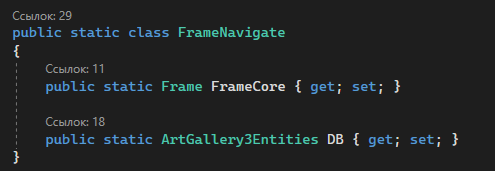 Ссылок: 29
public static class FrameNavigate
{
Ссылок: 11
public static Frame FrameCore { get; set; }
Ссылок: 18
public static ArtGallery3Entities DB { get; set; }
}